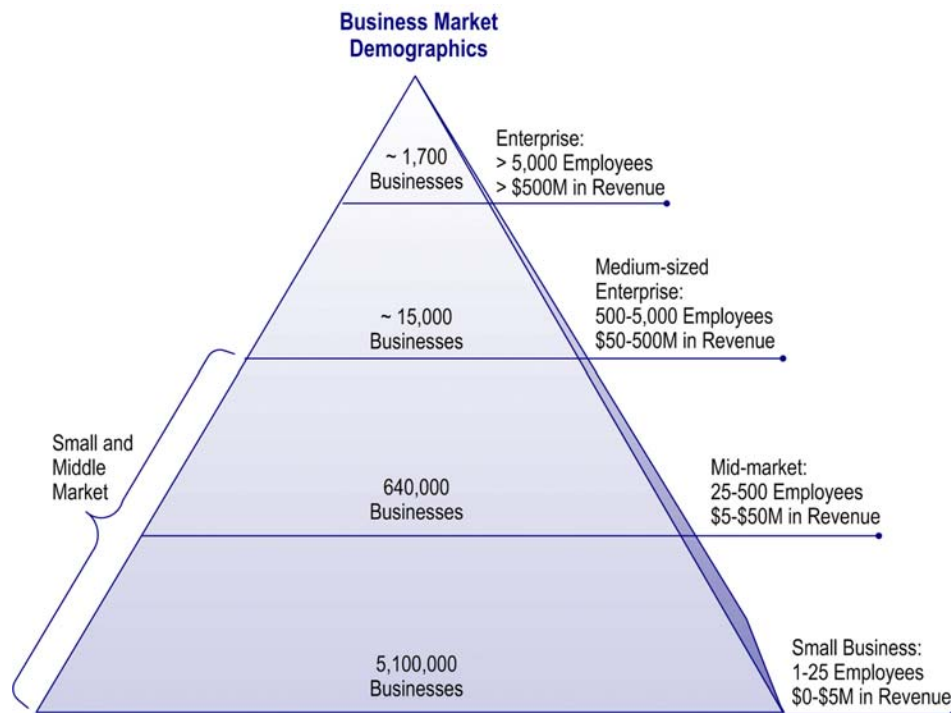 Business Market
Demographics
~ 1,700
Businesses
Enterprise:
> 5,000 Employees
> $500M in Revenue
~ 15,000
Businesses
Medium-sized
Enterprise:
500-5,000 Employees
$50-500M in Revenue
Small and
Middle
Market
640,000
Businesses
Mid-market:
25-500 Employees
$5-$50M in Revenue
5,100,000
Businesses
Small Business:
1-25 Employees
$0-$5M in Revenue